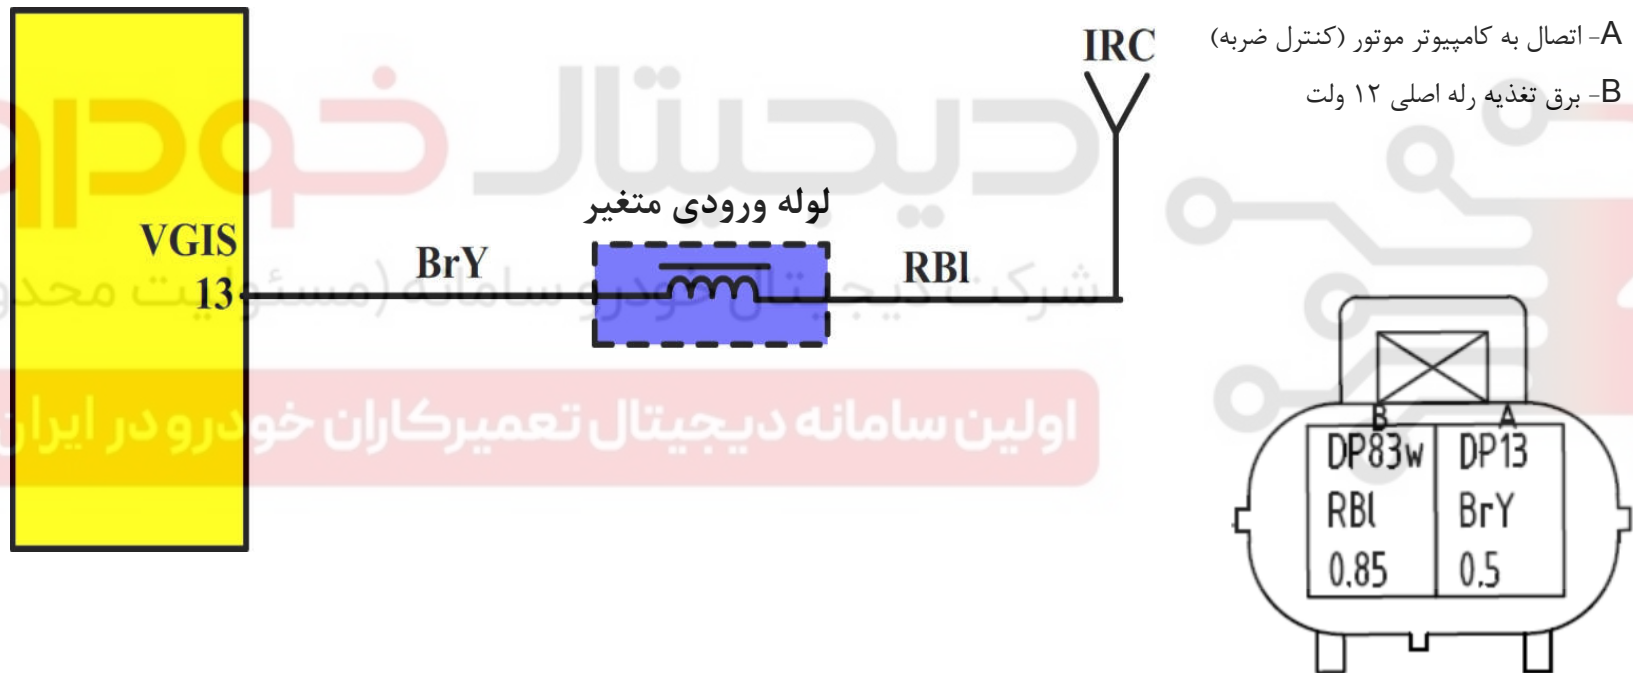 A- اتصال به کامپیوتر موتور (کنترل ضربه)
B- برق تغذیه رله اصلی ۱۲ ولت
IRC
دیجیتال خودرو
لوله ورودی متغیر
VGIS
13
BrY
RBl
شرکت دیجیتال خودرو سامانه (مسئولیت محدو
اولین سامانه دیجیتال تعمیرکاران خودرو در ایران
B A
DP83w DP13
RBl BrY
0.85 0.5